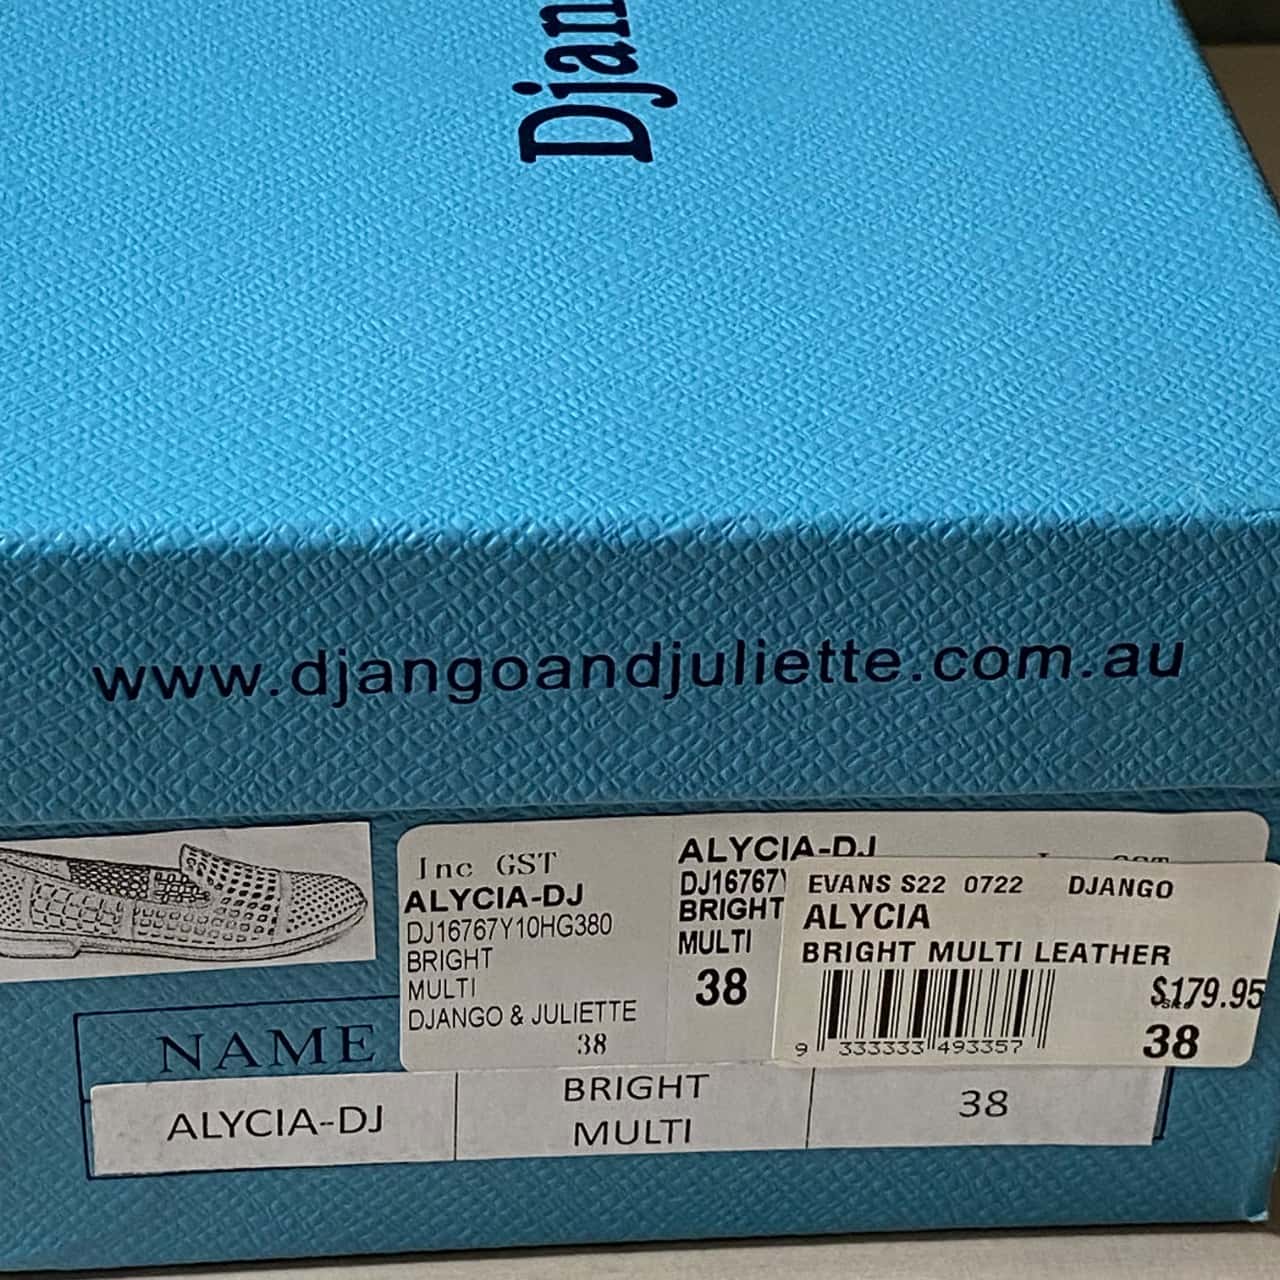 Djan
www.djangoandjuliette.com.au
Inc GST
ALYCIA-DJ
DJ16767Y10HG380
BRIGHT
MULTI
DJANGO & JULIETTE
38
ALYCIA-DJ
DJ16767Y
BRIGHT
MULTI
38
EVANS S22 0722 DJANGO
ALYCIA
BRIGHT MULTI LEATHER
$179.95
9 333333 493357
38
NAME
ALYCIA-DJ
BRIGHT
MULTI
38